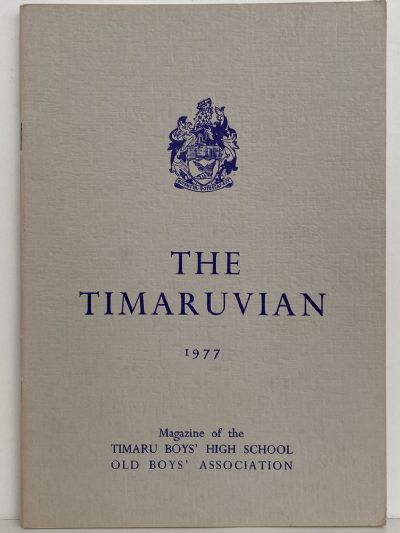 THE
TIMARUVIAN
1977
Magazine of the
TIMARU BOYS' HIGH SCHOOL
OLD BOYS' ASSOCIATION